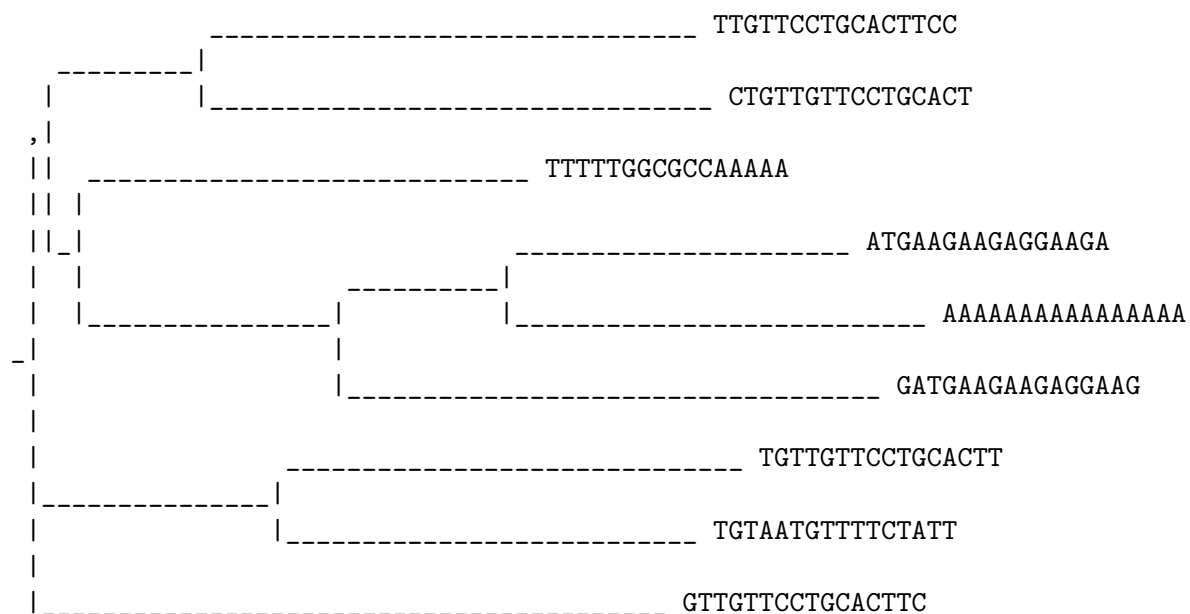 TTGTTCCTGCACTTCC
CTGTTGTTCCTGCACT
TTTTTGGCGCCAAAAA
ATGAAGAAGAGGAAGA
AAAAAAAAAAAAAAAA
GATGAAGAAGAGGAAG
TGTTGTTCCTGCACTT
TGTAATGTTTTCTATT
GTTGTTCCTGCACTTC